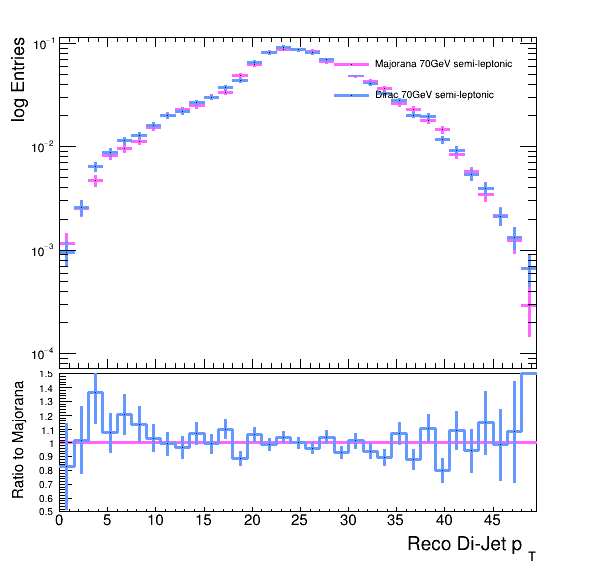 log Entries
10⁻¹
10⁻²
10⁻³
10⁻⁴
Majorana 70GeV semi-leptonic
Dirac 70GeV semi-leptonic
Ratio to Majorana
1.5
1.4
1.3
1.2
1.1
1
0.9
0.8
0.7
0.6
0.5
0 5 10 15 20 25 30 35 40 45
Reco Di-Jet p_T